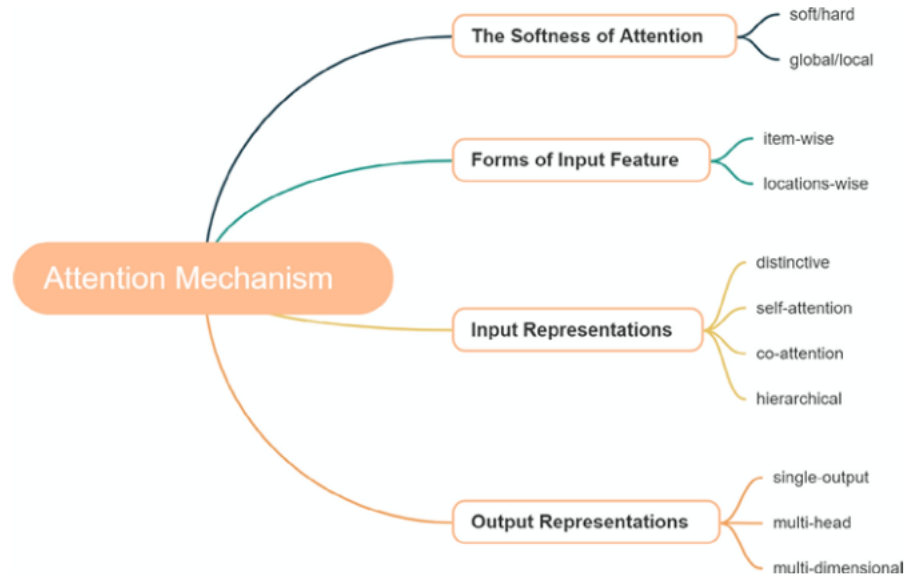 Attention Mechanism
The Softness of Attention
soft/hard
global/local
Forms of Input Feature
item-wise
locations-wise
Input Representations
distinctive
self-attention
co-attention
hierarchical
Output Representations
single-output
multi-head
multi-dimensional